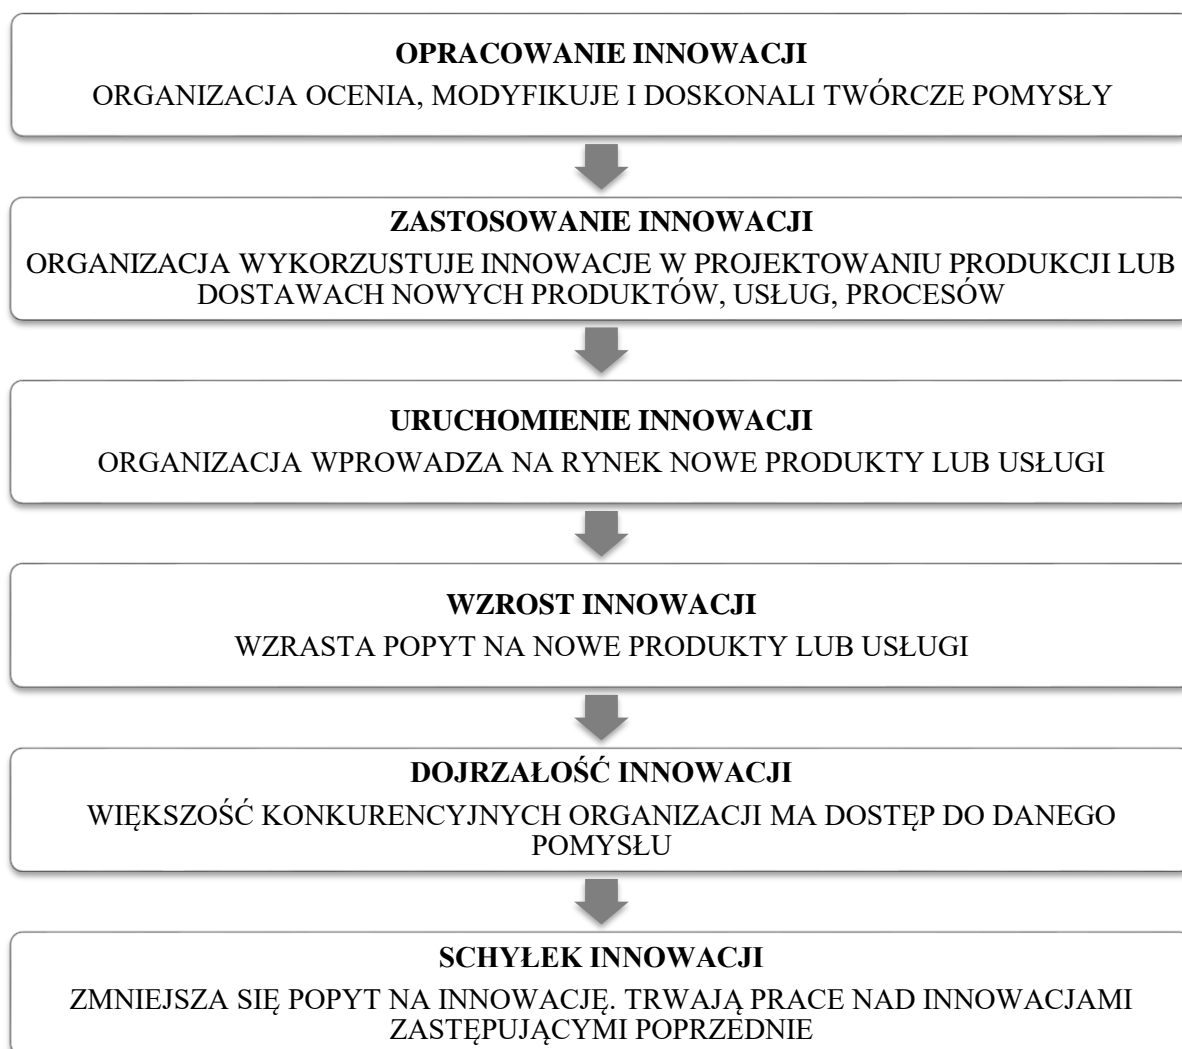 OPRACOWANIE INNOWACJI
ORGANIZACJA OCENIA, MODYFIKUJE I DOSKONALI TWÓRCZE POMYSŁY
ZASTOSOWANIE INNOWACJI
ORGANIZACJA WYKORZUSTUJE INNOWACJE W PROJEKTOWANIU PRODUKCJI LUB
DOSTAWACH NOWYCH PRODUKTÓW, USŁUG, PROCESÓW
URUCHOMIENIE INNOWACJI
ORGANIZACJA WPROWADZA NA RYNEK NOWE PRODUKTY LUB USŁUGI
WZROST INNOWACJI
WZRASTA POPYT NA NOWE PRODUKTY LUB USŁUGI
DOJRZAŁOŚĆ INNOWACJI
WIĘKSZOŚĆ KONKURENCYJNYCH ORGANIZACJI MA DOSTĘP DO DANEGO
POMYSŁU
SCHYŁEK INNOWACJI
ZMNIEJSZA SIĘ POPYT NA INNOWACJĘ. TRWAJĄ PRACE NAD INNOWACJAMI
ZASTĘPUJĄCYMI POPRZEDNIE